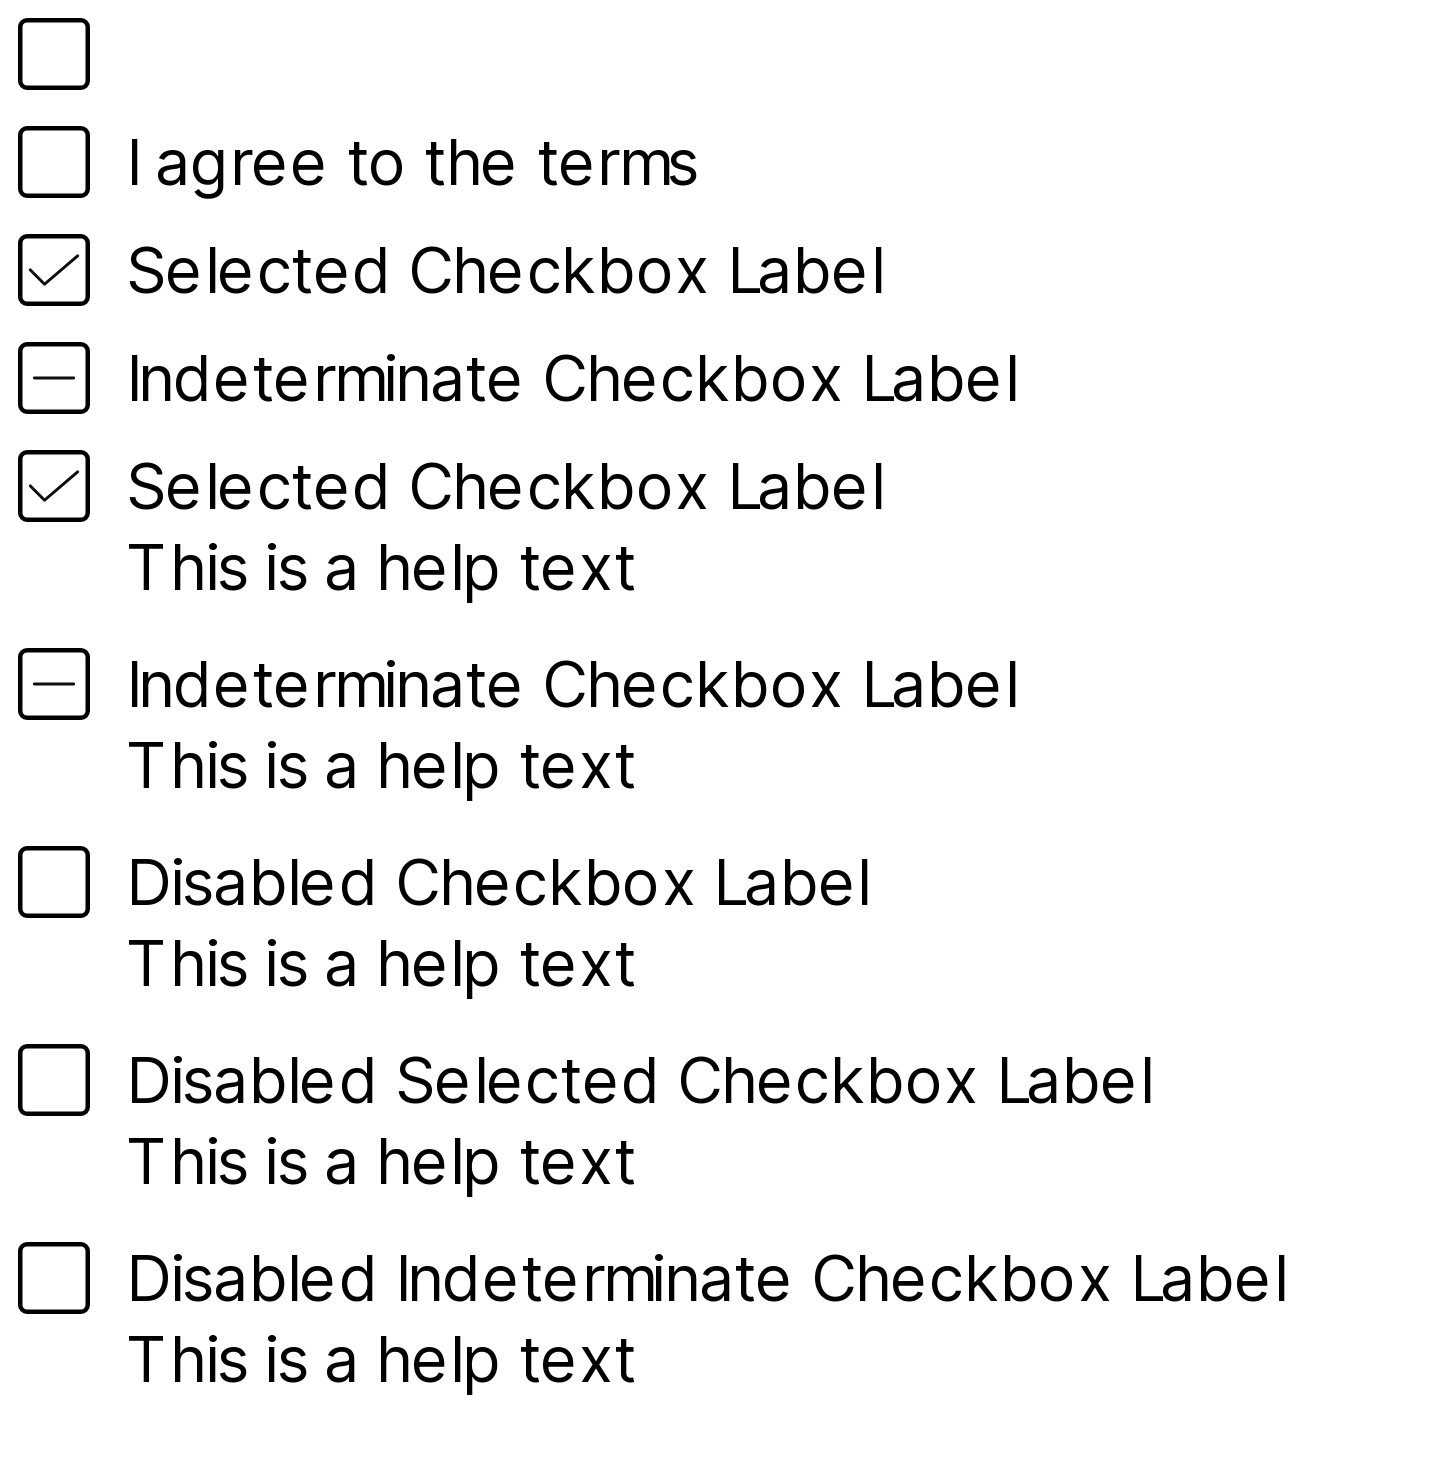 I agree to the terms
Selected Checkbox Label
Indeterminate Checkbox Label
Selected Checkbox Label
This is a help text
Indeterminate Checkbox Label
This is a help text
Disabled Checkbox Label
This is a help text
Disabled Selected Checkbox Label
This is a help text
Disabled Indeterminate Checkbox Label
This is a help text